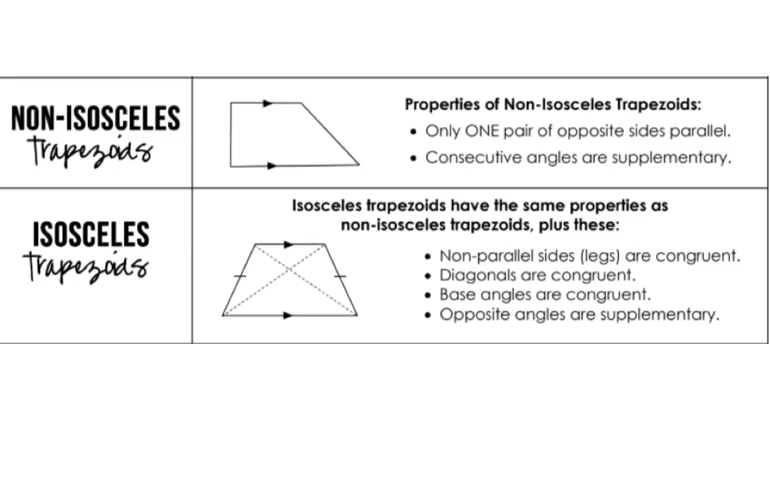 NON-ISOSCELES
trapezoids
Properties of Non-Isosceles Trapezoids:
• Only ONE pair of opposite sides parallel.
• Consecutive angles are supplementary.
ISOSCELES
trapezoids
Isosceles trapezoids have the same properties as
non-isosceles trapezoids, plus these:
• Non-parallel sides (legs) are congruent.
• Diagonals are congruent.
• Base angles are congruent.
• Opposite angles are supplementary.